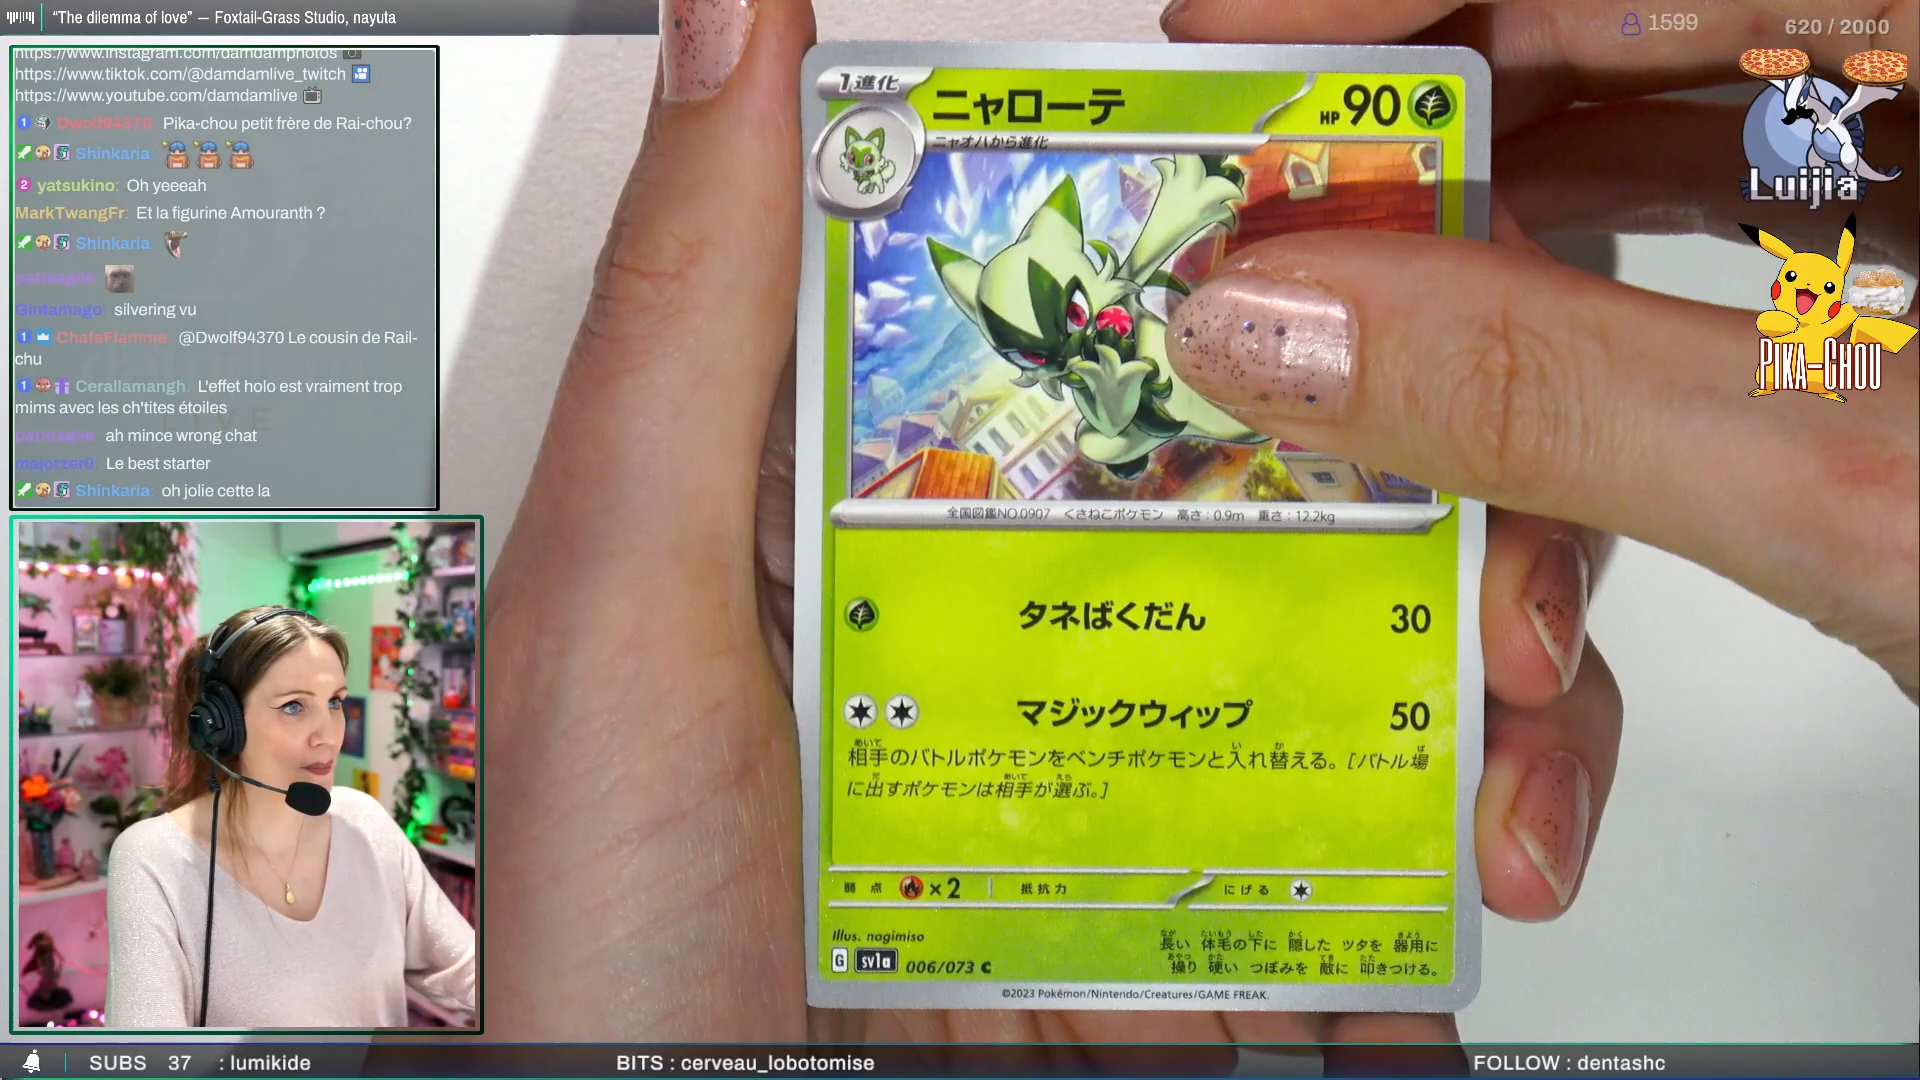 “The dilemma of love” — Foxtail-Grass Studio, nayuta
https://www.instagram.com/damdamphotos
https://www.tiktok.com/@damdamlive_twitch
https://www.youtube.com/damdamlive
Dwolf94370: Pika-chou petit frère de Rai-chou?
Shinkaria:
yatsukino: Oh yeeeah
MarkTwangFr: Et la figurine Amouranth ?
Shinkaria:
Gintamago: silvering vu
ChafeFlamme: @Dwolf94370 Le cousin de Rail-
chu
Cerallamangh: L'effet holo est vraiment trop
mims avec les ch'tites étoiles
ah mince wrong chat
majorzer0: Le best starter
Shinkaria: oh jolie cette la
1進化
ニャローテ
HP 90
ニャオハから進化
全国図鑑NO.0907 くさねこポケモン 高さ:0.9m 重さ:12.2kg
タネばくだん 30
マジックウィップ 50
相手のバトルポケモンをベンチポケモンと入れ替える。[バトル場
に出すポケモンは相手が選ぶ。]
弱点 ×2 抵抗力 にげる
Illus. nagimiso
G sv1a 006/073 C
長い 体毛の下に 隠した ツタを 器用に
操り 硬い つぼみを 敵に 叩きつける。
©2023 Pokémon/Nintendo/Creatures/GAME FREAK.
1599
620 / 2000
Luijia
PIKA-CHOU
SUBS 37 : lumikide
BITS : cerveau_lobotomise
FOLLOW : dentashc